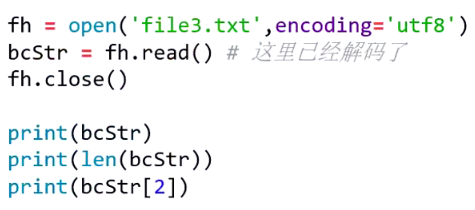 fh = open('file3.txt',encoding='utf8')
bcStr = fh.read() # 这里已经解码了
fh.close()
print(bcStr)
print(len(bcStr))
print(bcStr[2])